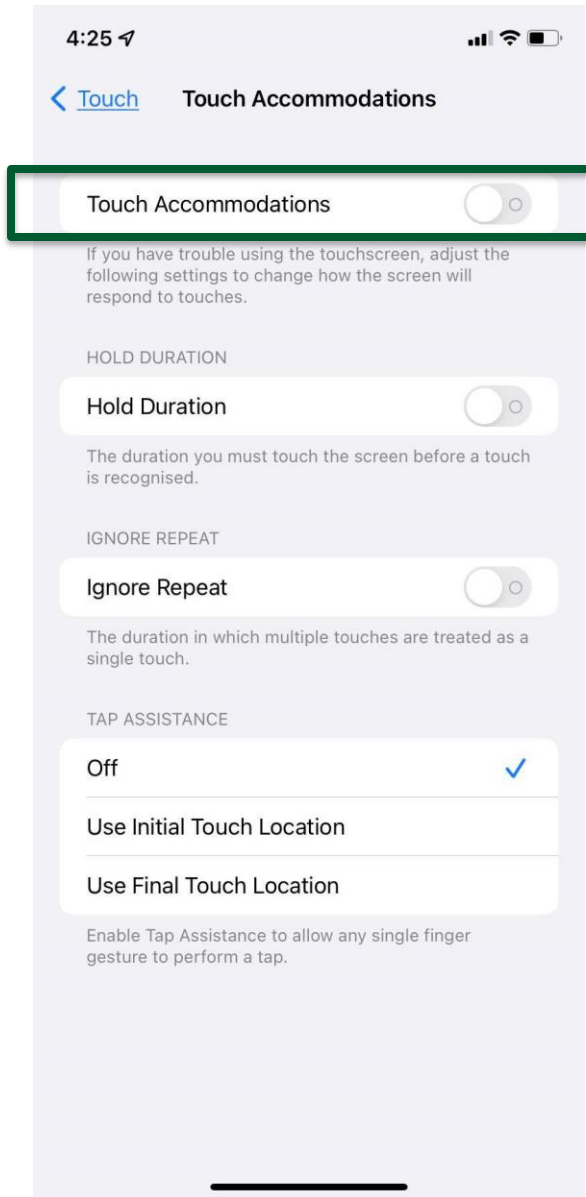 4:25
Touch
Touch Accommodations
Touch Accommodations
If you have trouble using the touchscreen, adjust the
following settings to change how the screen will
respond to touches.
HOLD DURATION
Hold Duration
The duration you must touch the screen before a touch
is recognised.
IGNORE REPEAT
Ignore Repeat
The duration in which multiple touches are treated as a
single touch.
TAP ASSISTANCE
Off
Use Initial Touch Location
Use Final Touch Location
Enable Tap Assistance to allow any single finger
gesture to perform a tap.